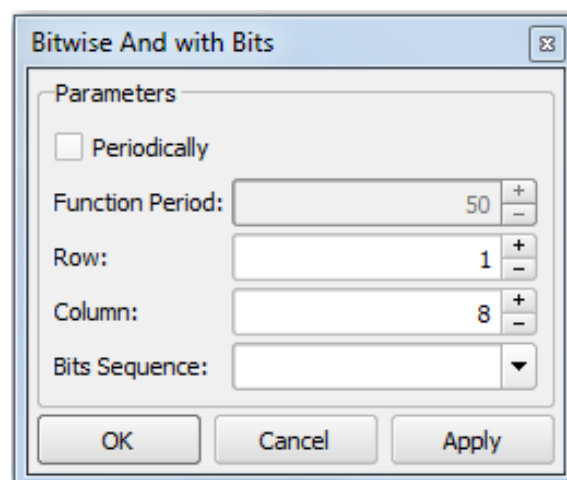 Bitwise And with Bits
Parameters
Periodically
Function Period: 50
Row: 1
Column: 8
Bits Sequence:
OK Cancel Apply